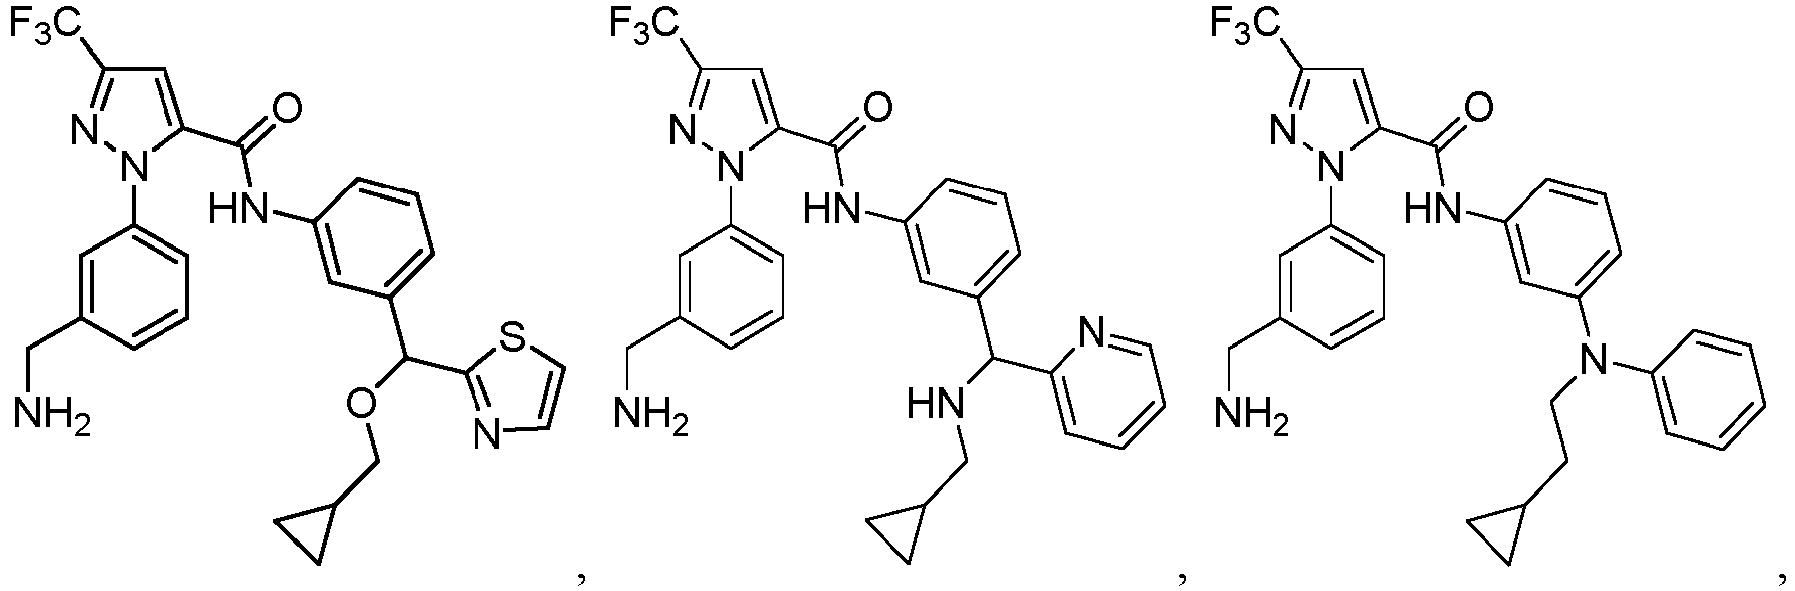 F3C F3C F3C
O O O
N N N
N N N
HN HN HN
S N
N
O HN
NH2 N NH2 NH2
, , ,